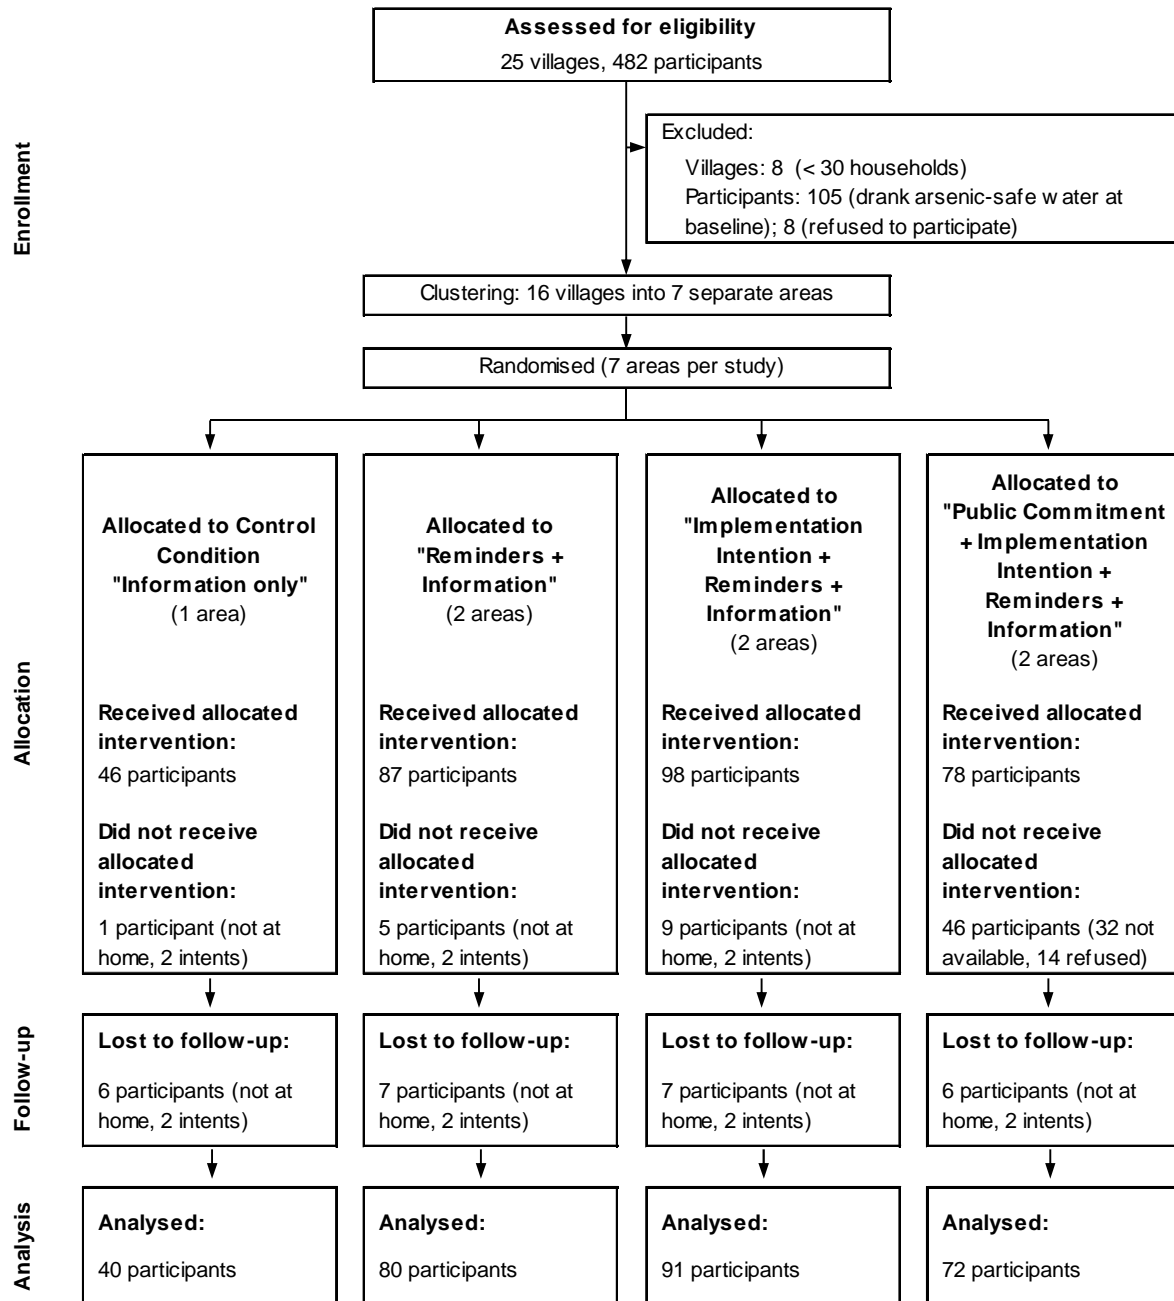 Assessed for eligibility
25 villages, 482 participants
Enrollment
Excluded:
Villages: 8 (< 30 households)
Participants: 105 (drank arsenic-safe water at
baseline); 8 (refused to participate)
Clustering: 16 villages into 7 separate areas
Randomised (7 areas per study)
Allocation
Allocated to Control
Condition
"Information only"
(1 area)
Received allocated
intervention:
46 participants
Did not receive
allocated
intervention:
1 participant (not at
home, 2 intents)
Allocated to
"Reminders +
Information"
(2 areas)
Received allocated
intervention:
87 participants
Did not receive
allocated
intervention:
5 participants (not at
home, 2 intents)
Allocated to
"Implementation
Intention +
Reminders +
Information"
(2 areas)
Received allocated
intervention:
98 participants
Did not receive
allocated
intervention:
9 participants (not at
home, 2 intents)
Allocated to
"Public Commitment
+ Implementation
Intention +
Reminders +
Information"
(2 areas)
Received allocated
intervention:
78 participants
Did not receive
allocated
intervention:
46 participants (32 not
available, 14 refused)
Follow-up
Lost to follow-up:
6 participants (not at
home, 2 intents)
Lost to follow-up:
7 participants (not at
home, 2 intents)
Lost to follow-up:
7 participants (not at
home, 2 intents)
Lost to follow-up:
6 participants (not at
home, 2 intents)
Analysis
Analysed:
40 participants
Analysed:
80 participants
Analysed:
91 participants
Analysed:
72 participants